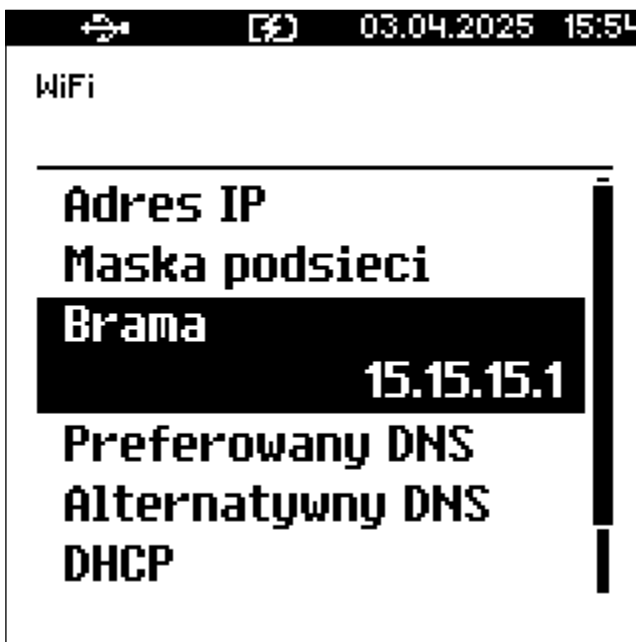 03.04.2025 15:54
WiFi
Adres IP
Maska podsieci
Brama
15.15.15.1
Preferowany DNS
Alternatywny DNS
DHCP